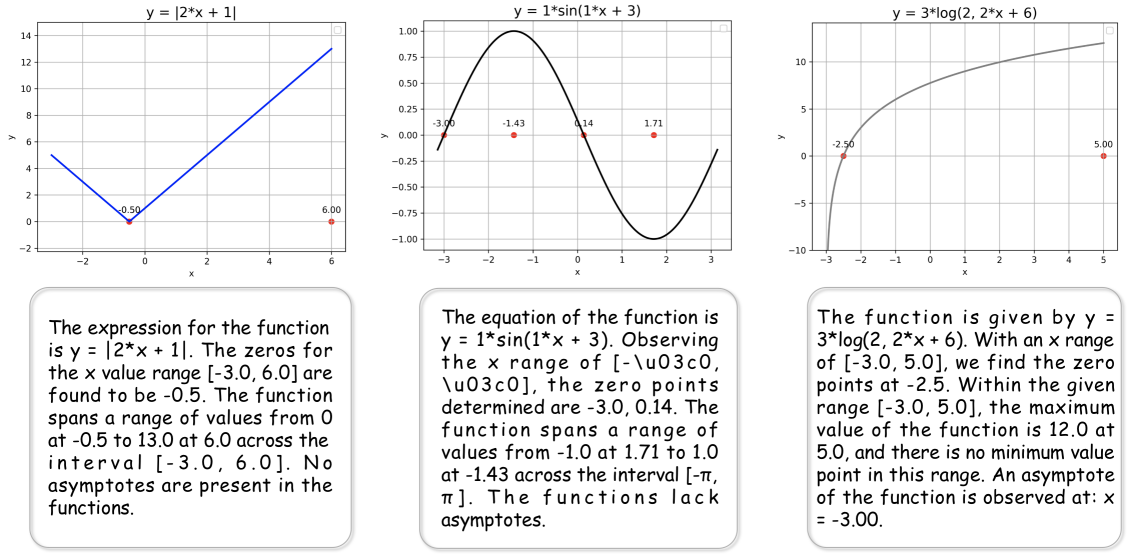 y = |2*x + 1|
14
12
10
8
6
4
2
0
−2
y
-0.50
6.00
−2
0
2
4
6
x
y = 1*sin(1*x + 3)
1.00
0.75
0.50
0.25
0.00
−0.25
−0.50
−0.75
−1.00
y
-3.00
-1.43
0.14
1.71
−3
−2
−1
0
1
2
3
x
y = 3*log(2, 2*x + 6)
10
5
0
−5
−10
y
-2.50
5.00
−3
−2
−1
0
1
2
3
4
5
x
The expression for the function
is y = |2*x + 1|. The zeros for
the x value range [-3.0, 6.0] are
found to be -0.5. The function
spans a range of values from 0
at -0.5 to 13.0 at 6.0 across the
interval [-3.0, 6.0]. No
asymptotes are present in the
functions.
The equation of the function is
y = 1*sin(1*x + 3). Observing
the x range of [-\u03c0,
\u03c0], the zero points
determined are -3.0, 0.14. The
function spans a range of
values from -1.0 at 1.71 to 1.0
at -1.43 across the interval [-π,
π]. The functions lack
asymptotes.
The function is given by y =
3*log(2, 2*x + 6). With an x range
of [-3.0, 5.0], we find the zero
points at -2.5. Within the given
range [-3.0, 5.0], the maximum
value of the function is 12.0 at
5.0, and there is no minimum value
point in this range. An asymptote
of the function is observed at: x
= -3.00.